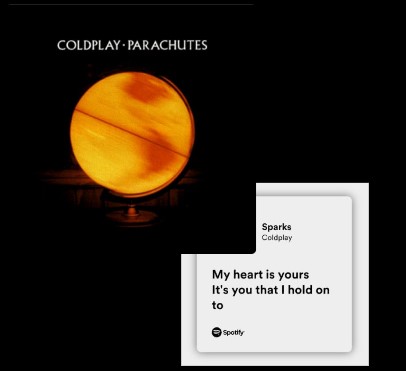 COLDPLAY·PARACHUTES
Sparks
Coldplay
My heart is yours
It's you that I hold on
to
Spotify